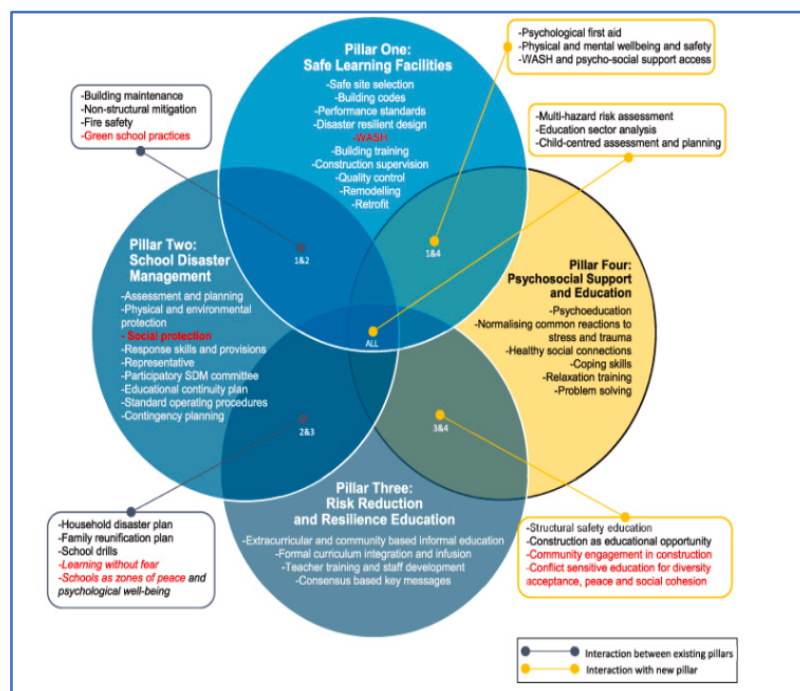 Pillar One:
Safe Learning Facilities
-Safe site selection
-Building codes
-Performance standards
-Disaster resilient design
-WASH
-Building training
-Construction supervision
-Quality control
-Remodelling
-Retrofit
-Psychological first aid
-Physical and mental wellbeing and safety
-WASH and psycho-social support access
-Building maintenance
-Non-structural mitigation
-Fire safety
-Green school practices
-Multi-hazard risk assessment
-Education sector analysis
-Child-centred assessment and planning
1&2
1&4
Pillar Two:
School Disaster
Management
-Assessment and planning
-Physical and environmental
protection
-Social protection
-Response skills and provisions
-Representative
-Participatory SDM committee
-Educational continuity plan
-Standard operating procedures
-Contingency planning
ALL
Pillar Four:
Psychosocial Support
and Education
-Psychoeducation
-Normalising common reactions to
stress and trauma
-Healthy social connections
-Coping skills
-Relaxation training
-Problem solving
2&3
3&4
Pillar Three:
Risk Reduction
and Resilience Education
-Extracurricular and community based informal education
-Formal curriculum integration and infusion
-Teacher training and staff development
-Consensus based key messages
-Household disaster plan
-Family reunification plan
-School drills
-Learning without fear
-Schools as zones of peace and
psychological well-being
-Structural safety education
-Construction as educational opportunity
-Community engagement in construction
-Conflict sensitive education for diversity
acceptance, peace and social cohesion
Interaction between existing pillars
Interaction with new pillar